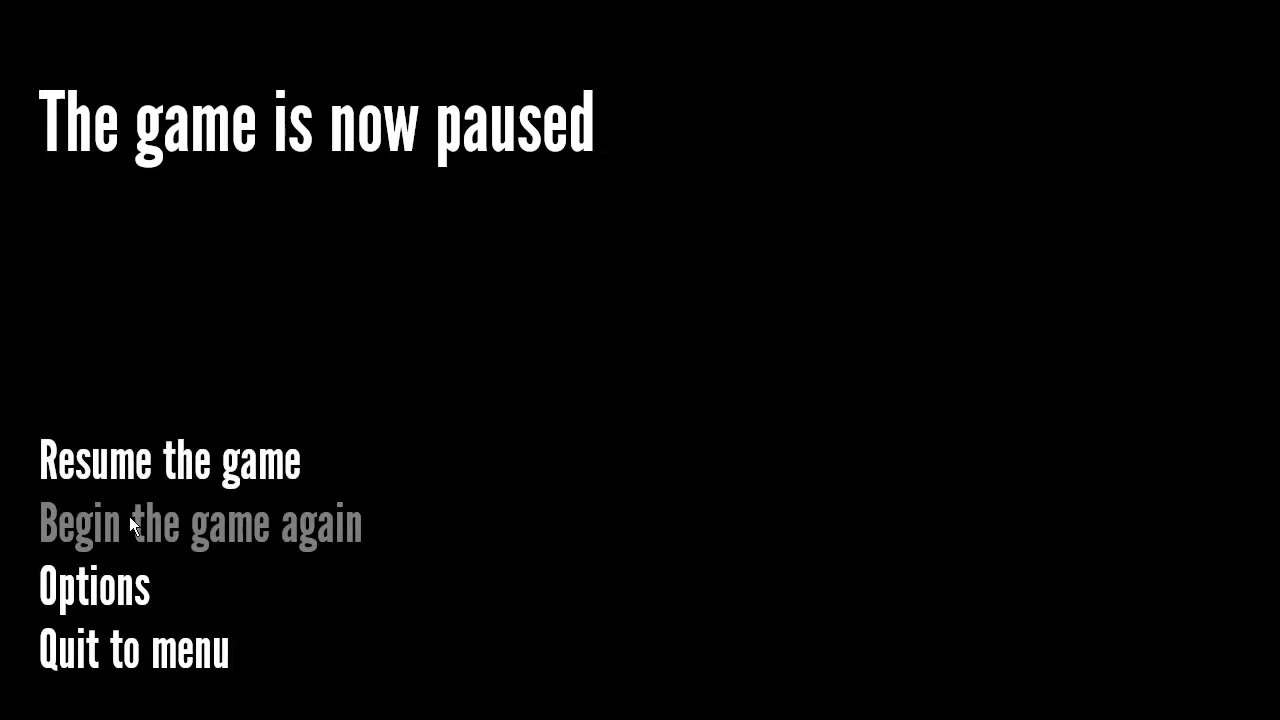 The game is now paused
Resume the game
Begin the game again
Options
Quit to menu